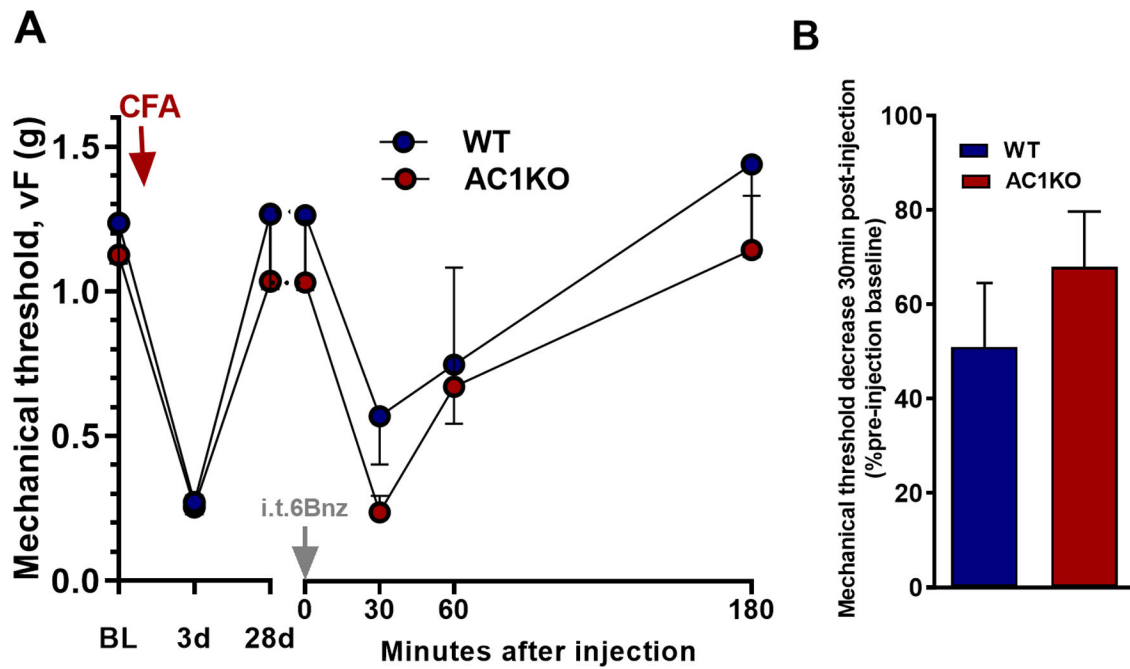 A
CFA
Mechanical threshold, vF (g)
1.5
1.0
0.5
0.0
WT
AC1KO
i.t.6Bnz
BL 3d 28d
0 30 60 180
Minutes after injection
B
Mechanical threshold decrease 30min post-injection
(%pre-injection baseline)
100
80
60
40
20
0
WT
AC1KO